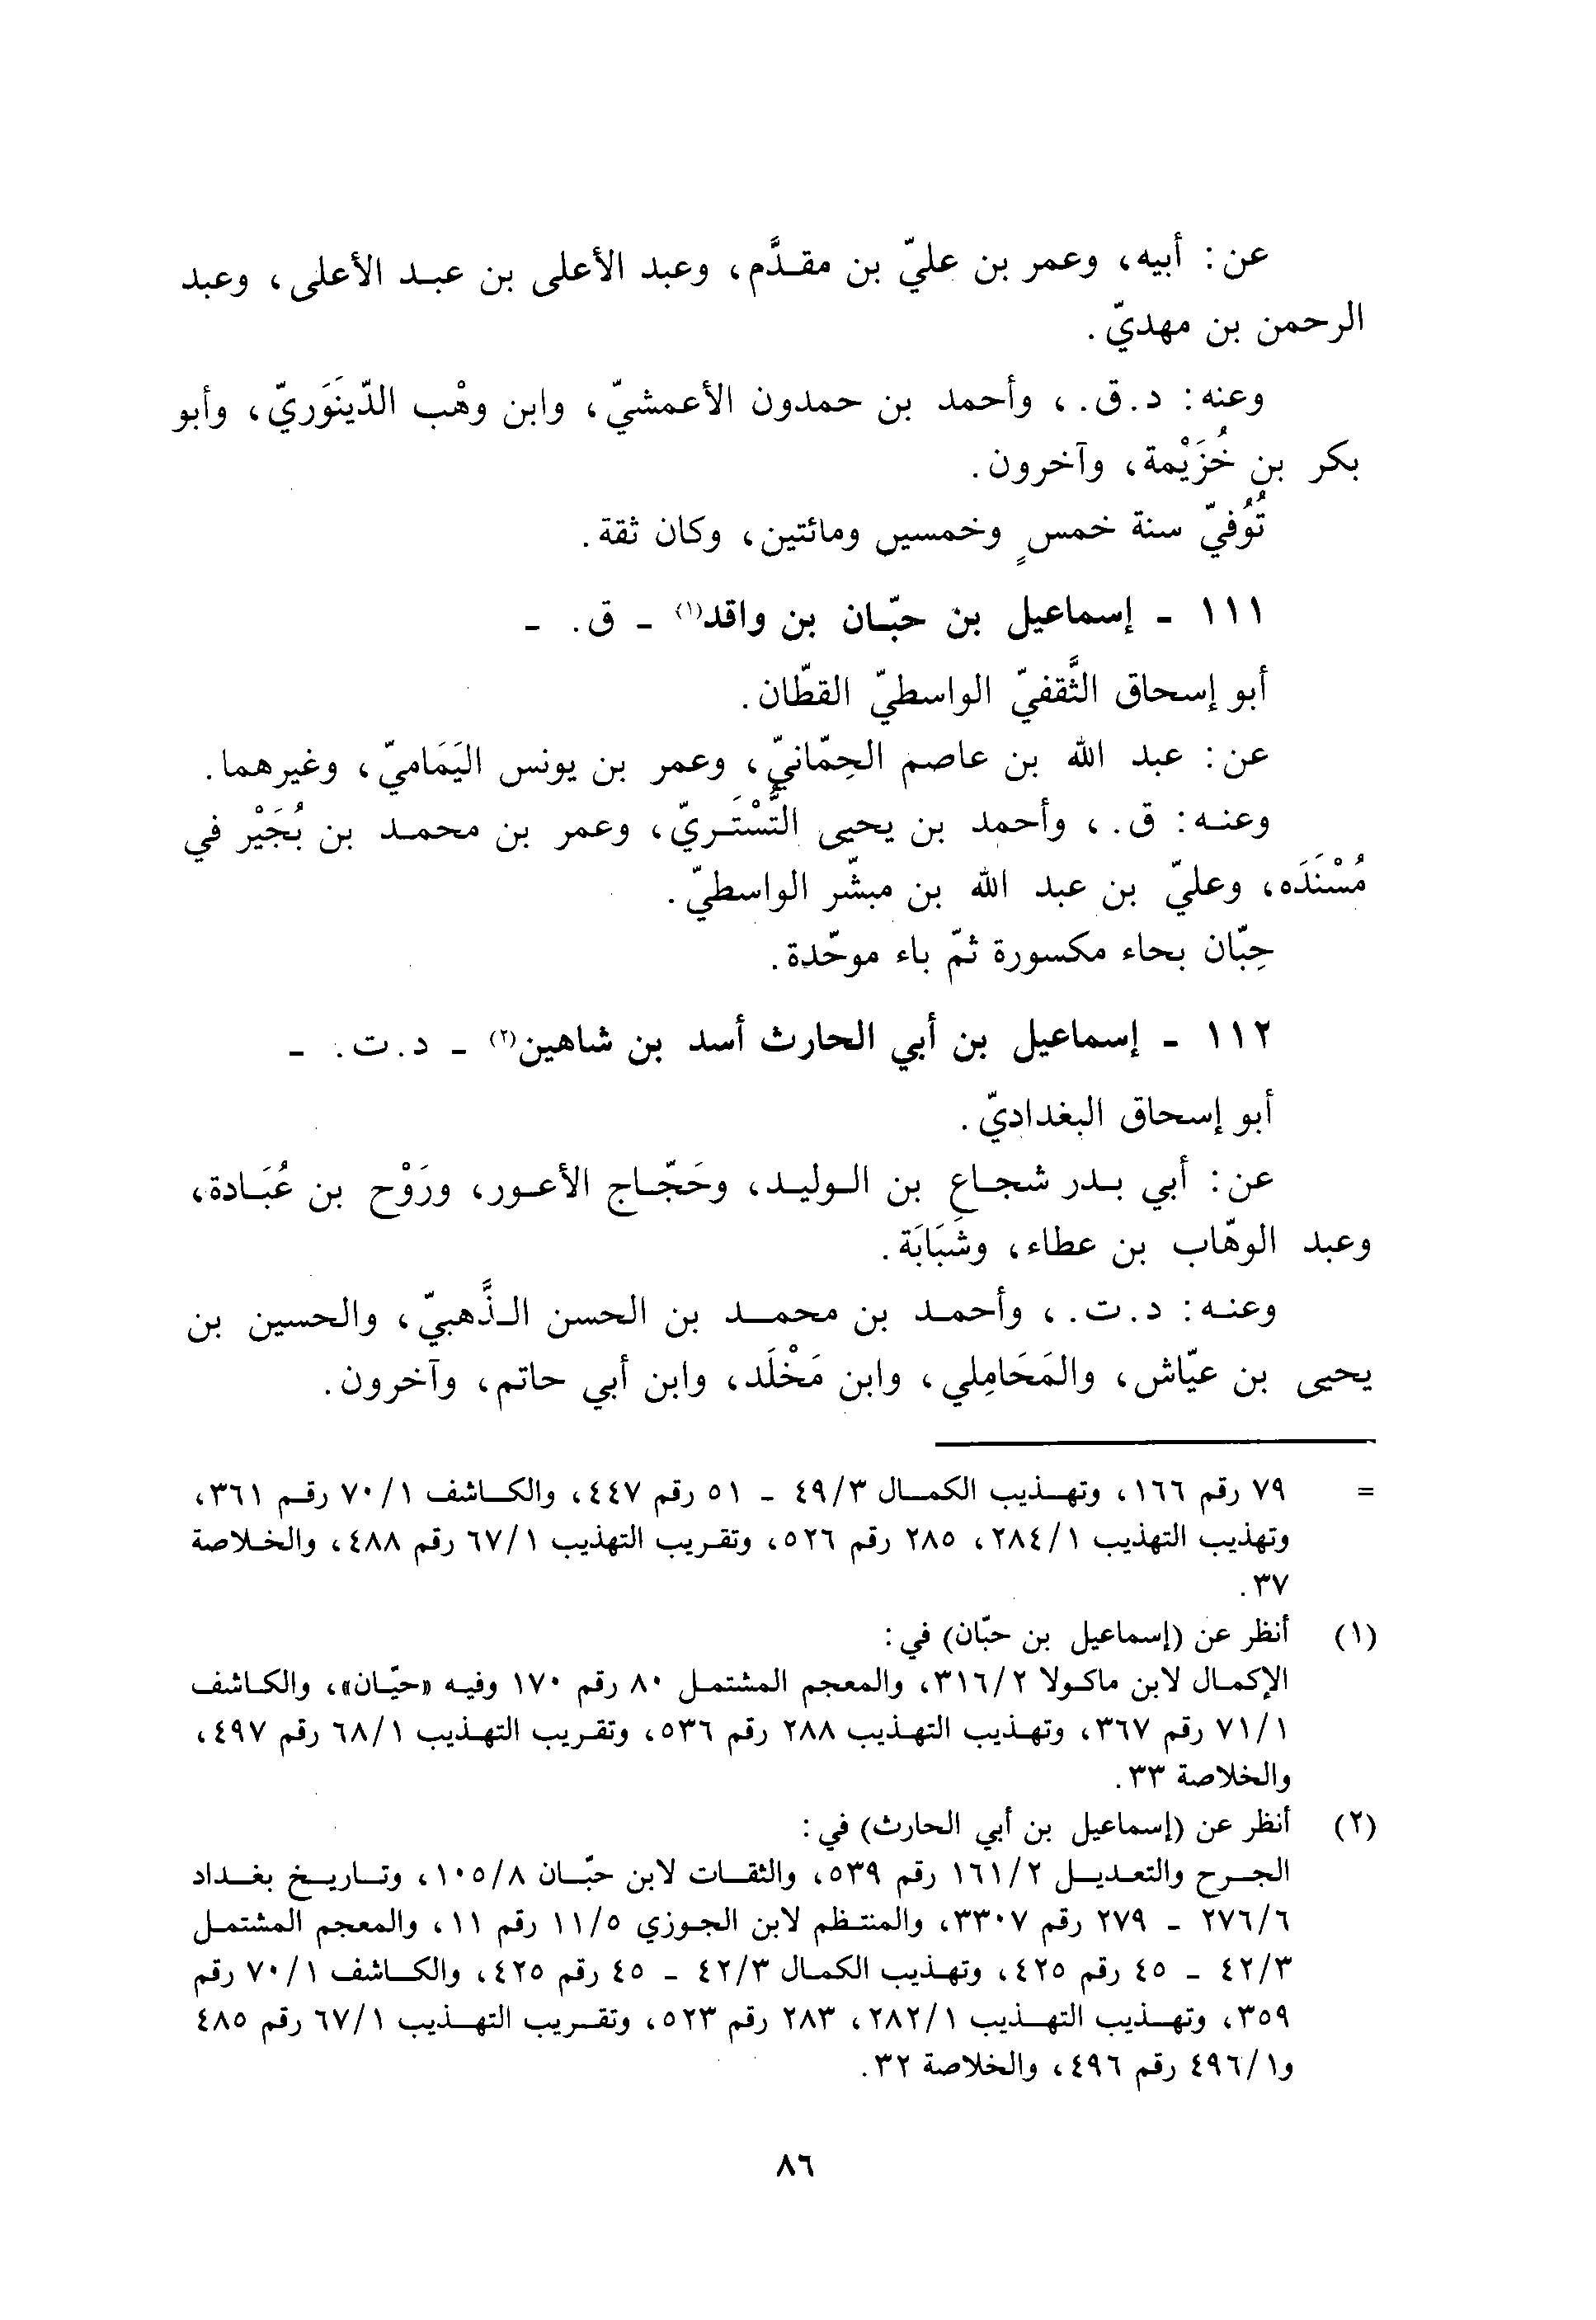 عن: أبيه، وعمر بن عليّ بن مقدَّم، وعبد الأعلى بن عبد الأعلى، وعبد
الرحمن بن مهديّ.
وعنه: د.ق.، وأحمد بن حمدون الأعمشيّ، وابن وهْب الدّينَوَريّ، وأبو
بكر بن خُزَيْمة، وآخرون.
تُوُفيّ سنة خمسٍ وخمسين ومائتين، وكان ثقة.
١١١ - إسماعيل بن حبّان بن واقد(١) - ق. -
أبو إسحاق الثَّقفيّ الواسطيّ القطّان.
عن: عبد الله بن عاصم الحِمّانيّ، وعمر بن يونس اليَمَاميّ، وغيرهما.
وعنه: ق.، وأحمد بن يحيى التُّسْتَريّ، وعمر بن محمد بن بُجَيْر في
مُسْنَدَه، وعليّ بن عبد الله بن مبشّر الواسطيّ.
حِبّان بحاء مكسورة ثمّ باء موحّدة.
١١٢ - إسماعيل بن أبي الحارث أسد بن شاهين(٢) - د.ت. -
أبو إسحاق البغداديّ.
عن: أبي بدر شجاع بن الوليد، وحَجّاج الأعور، ورَوْح بن عُبَادة،
وعبد الوهّاب بن عطاء، وشَبَابَة.
وعنه: د.ت.، وأحمد بن محمد بن الحسن الذَّهبيّ، والحسين بن
يحيى بن عيّاش، والمَحَامِلي، وابن مَخْلَد، وابن أبي حاتم، وآخرون.
= ٧٩ رقم ١٦٦، وتهذيب الكمال ٤٩/٣ - ٥١ رقم ٤٤٧، والكاشف ٧٠/١ رقم ٣٦١،
وتهذيب التهذيب ٢٨٤/١، ٢٨٥ رقم ٥٢٦، وتقريب التهذيب ٦٧/١ رقم ٤٨٨، والخلاصة
٣٧.
(١) أنظر عن (إسماعيل بن حبّان) في:
الإكمال لابن ماكولا ٣١٦/٢، والمعجم المشتمل ٨٠ رقم ١٧٠ وفيه «حيّان»، والكاشف
٧١/١ رقم ٣٦٧، وتهذيب التهذيب ٢٨٨ رقم ٥٣٦، وتقريب التهذيب ٦٨/١ رقم ٤٩٧،
والخلاصة ٣٣.
(٢) أنظر عن (إسماعيل بن أبي الحارث) في:
الجرح والتعديل ١٦١/٢ رقم ٥٣٩، والثقات لابن حبّان ١٠٥/٨، وتاريخ بغداد
٢٧٦/٦ - ٢٧٩ رقم ٣٣٠٧، والمنتظم لابن الجوزي ١١/٥ رقم ١١، والمعجم المشتمل
٤٢/٣ - ٤٥ رقم ٤٢٥، وتهذيب الكمال ٤٢/٣ - ٤٥ رقم ٤٢٥، والكاشف ٧٠/١ رقم
٣٥٩، وتهذيب التهذيب ٢٨٢/١، ٢٨٣ رقم ٥٢٣، وتقريب التهذيب ٦٧/١ رقم ٤٨٥
و٤٩٦/١ رقم ٤٩٦، والخلاصة ٣٢.
٨٦